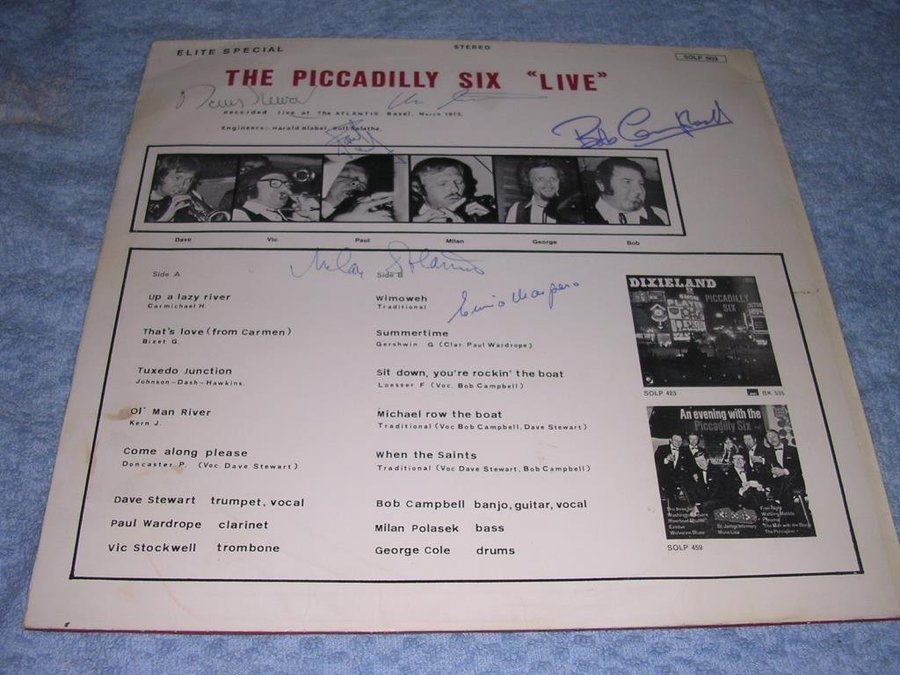 ELITE SPECIAL STEREO SOLP 503
THE PICCADILLY SIX "LIVE"
Recorded live at The ATLANTIS, Basel, March 1973.
Engineers: Harald Blobel,
Bob Campbell
Dave Vic Paul Milan George Bob
Side A
Up a lazy river
Carmichael H.
That's love (from Carmen)
Bizet G.
Tuxedo Junction
Johnson-Dash-Hawkins
Ol' Man River
Kern J.
Come along please
Doncaster P. (Voc. Dave Stewart)
Dave Stewart trumpet, vocal
Paul Wardrope clarinet
Vic Stockwell trombone
Side B
Wimoweh
Traditional
Summertime
Gershwin G (Clar. Paul Wardrope)
Sit down, you're rockin' the boat
Loesser F (Voc. Bob Campbell)
Michael row the boat
Traditional (Voc Bob Campbell, Dave Stewart)
When the Saints
Traditional (Voc Dave Stewart, Bob Campbell)
Bob Campbell banjo, guitar, vocal
Milan Polasek bass
George Cole drums
DIXIELAND
PICCADILLY
SIX
SOLP 423
An evening with the
Piccadilly Six
SOLP 459